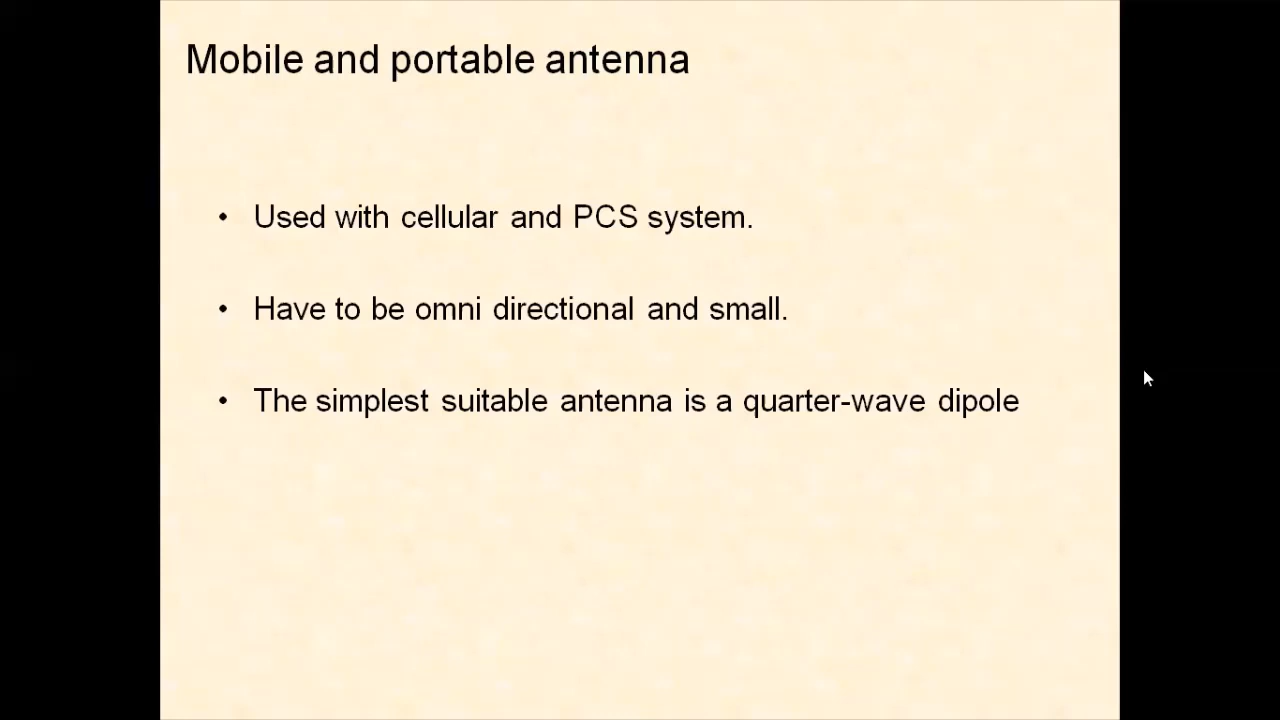 Mobile and portable antenna
• Used with cellular and PCS system.
• Have to be omni directional and small.
• The simplest suitable antenna is a quarter-wave dipole